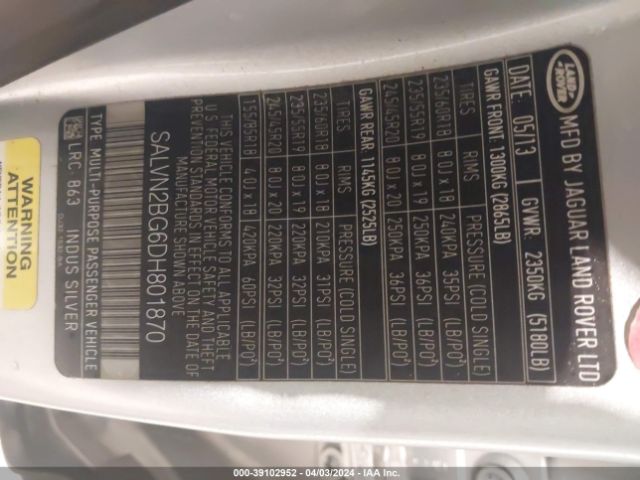 LAND-
ROVER
MFD BY JAGUAR LAND ROVER LTD
DATE: 05/13 GVWR: 2350KG (5180LB)
GAWR FRONT: 1300KG (2865LB)
TIRES RIMS PRESSURE (COLD SINGLE)
235/60R18 8.0J x 18 240KPA 35PSI (LB/PO²)
235/55R19 8.0J x 19 250KPA 36PSI (LB/PO²)
245/45R20 8.0J x 20 250KPA 36PSI (LB/PO²)
GAWR REAR: 1145KG (2525LB)
TIRES RIMS PRESSURE (COLD SINGLE)
235/60R18 8.0J x 18 210KPA 31PSI (LB/PO²)
235/55R19 8.0J x 19 220KPA 32PSI (LB/PO²)
245/45R20 8.0J x 20 220KPA 32PSI (LB/PO²)
T155/85R18 4.0J x 18 420KPA 60PSI (LB/PO²)
THIS VEHICLE CONFORMS TO ALL APPLICABLE
U.S. FEDERAL MOTOR VEHICLE SAFETY AND THEFT
PREVENTION STANDARDS IN EFFECT ON THE DATE OF
MANUFACTURE SHOWN ABOVE
SALVN2BG6DH801870
TYPE: MULTI-PURPOSE PASSENGER VEHICLE
LRC 863 INDUS SILVER
WARNING
ATTENTION
000-39102952 - 04/03/2024 - IAA Inc.